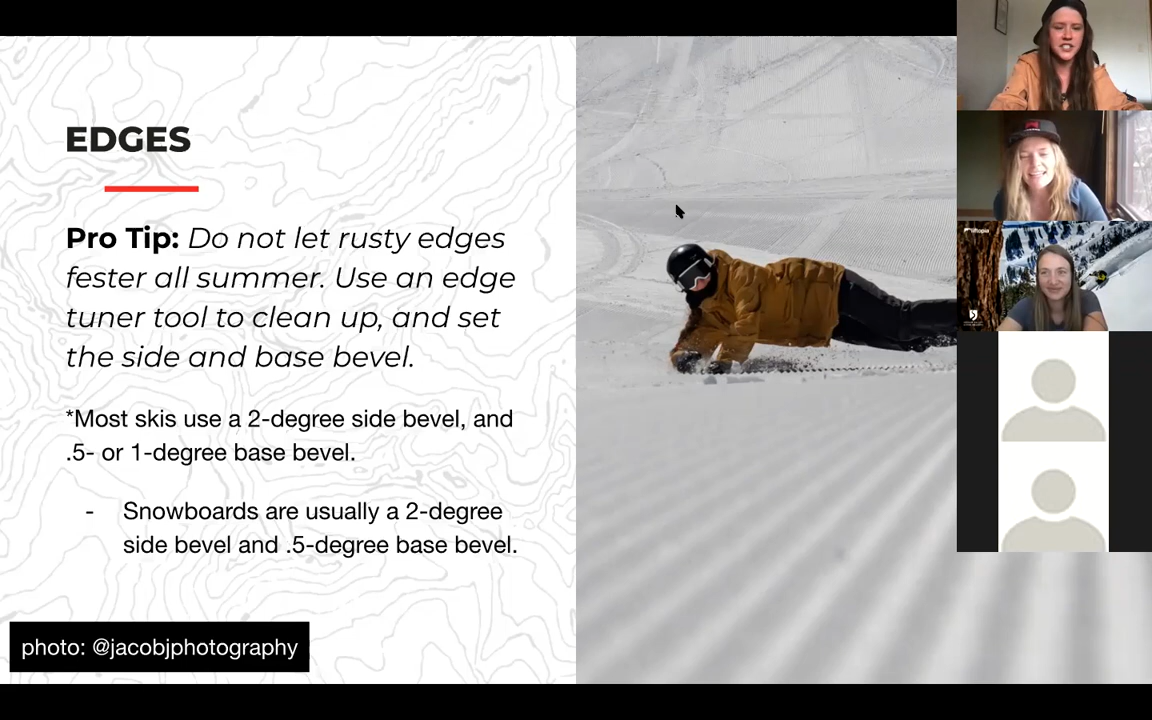 EDGES
Pro Tip: Do not let rusty edges
fester all summer. Use an edge
tuner tool to clean up, and set
the side and base bevel.
*Most skis use a 2-degree side bevel, and
.5- or 1-degree base bevel.
- Snowboards are usually a 2-degree
side bevel and .5-degree base bevel.
photo: @jacobjphotography
liftopia